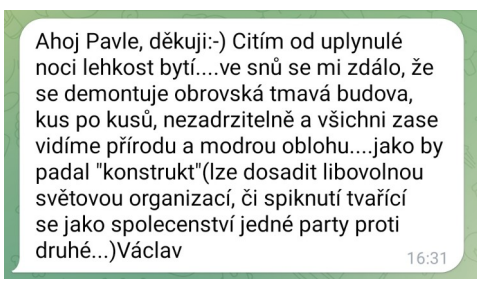 Ahoj Pavle, děkuji:-) Citím od uplynulé
noci lehkost bytí....ve snů se mi zdálo, že
se demontuje obrovská tmavá budova,
kus po kusů, nezadrzitelně a všichni zase
vidíme přírodu a modrou oblohu....jako by
padal "konstrukt"(lze dosadit libovolnou
světovou organizací, či spiknutí tvařící
se jako spolecenství jedné party proti
druhé...)Václav
16:31